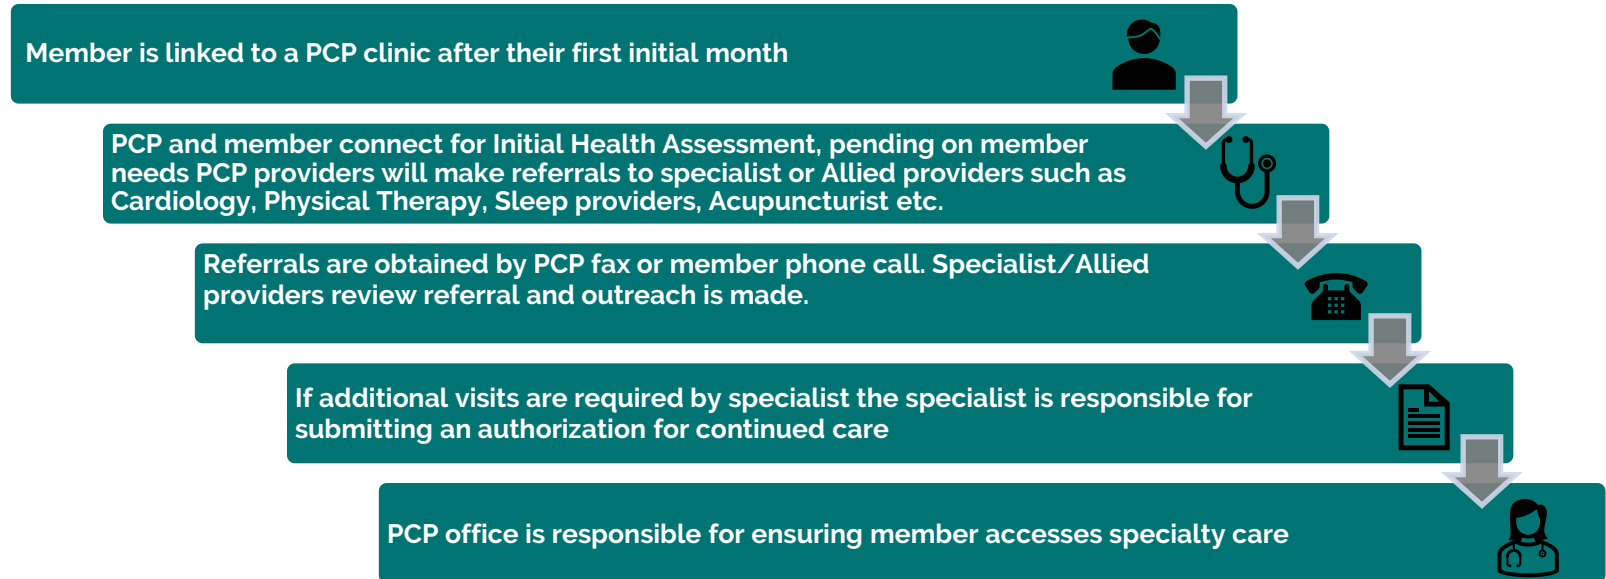 Member is linked to a PCP clinic after their first initial month
PCP and member connect for Initial Health Assessment, pending on member
needs PCP providers will make referrals to specialist or Allied providers such as
Cardiology, Physical Therapy, Sleep providers, Acupuncturist etc.
Referrals are obtained by PCP fax or member phone call. Specialist/Allied
providers review referral and outreach is made.
If additional visits are required by specialist the specialist is responsible for
submitting an authorization for continued care
PCP office is responsible for ensuring member accesses specialty care